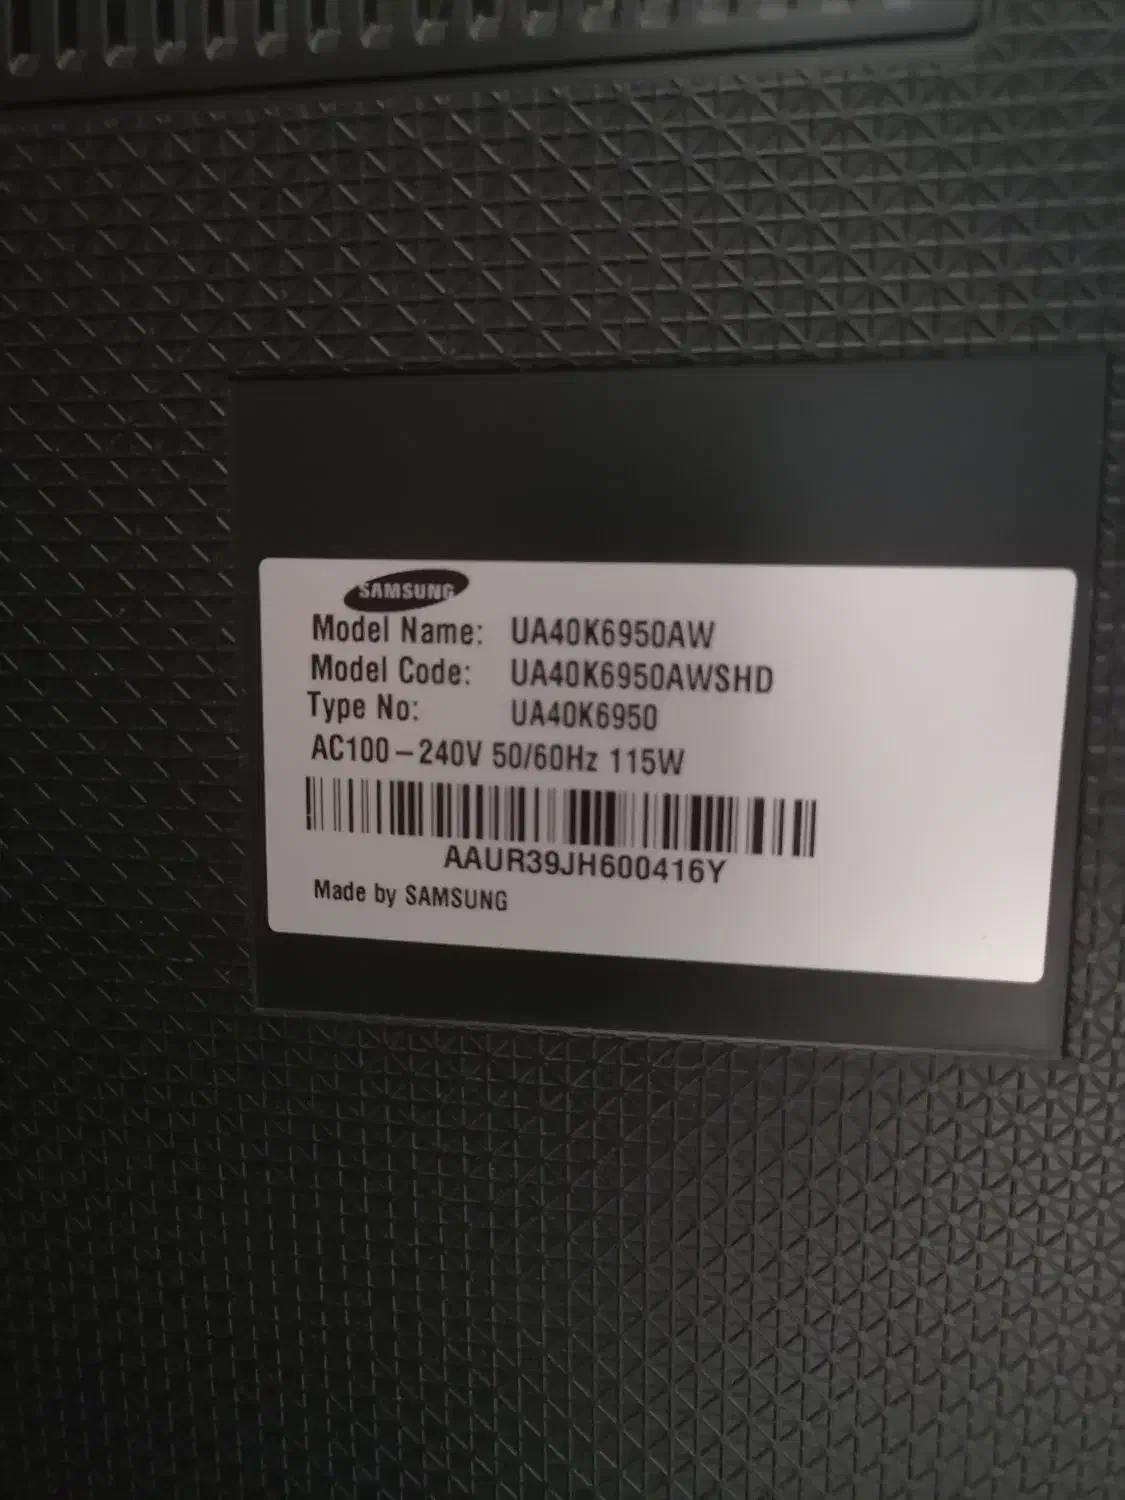 SAMSUNG
Model Name: UA40K6950AW
Model Code: UA40K6950AWSHD
Type No: UA40K6950
AC100-240V 50/60Hz 115W
AAUR39JH600416Y
Made by SAMSUNG